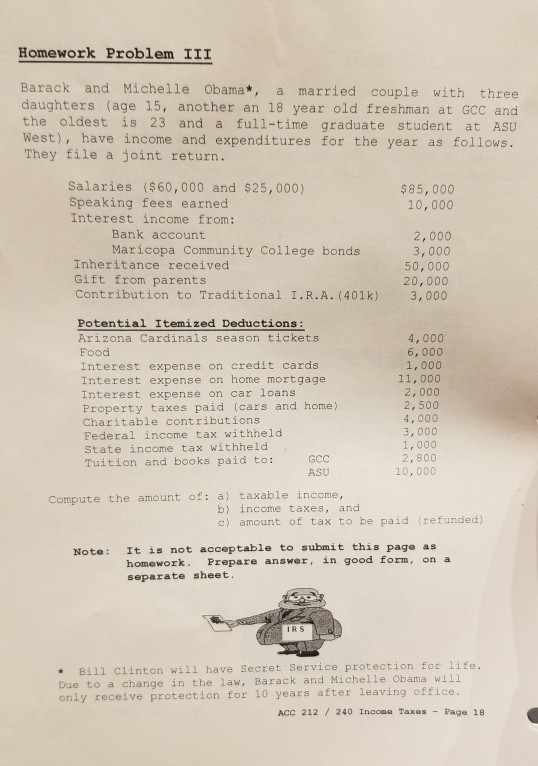 Homework Problem III
Barack and Michelle Obama*, a married couple with three
daughters (age 15, another an 18 year old freshman at GCC and
the oldest is 23 and a full-time graduate student at ASU
West), have income and expenditures for the year as follows.
They file a joint return.
Salaries ($60,000 and $25,000) $85,000
Speaking fees earned 10,000
Interest income from:
Bank account 2,000
Maricopa Community College bonds 3,000
Inheritance received 50,000
Gift from parents 20,000
Contribution to Traditional I.R.A.(401k) 3,000
Potential Itemized Deductions:
Arizona Cardinals season tickets 4,000
Food 6,000
Interest expense on credit cards 1,000
Interest expense on home mortgage 11,000
Interest expense on car loans 2,000
Property taxes paid (cars and home) 2,500
Charitable contributions 4,000
Federal income tax withheld 3,000
State income tax withheld 1,000
Tuition and books paid to: GCC 2,800
ASU 10,000
Compute the amount of: a) taxable income,
b) income taxes, and
c) amount of tax to be paid (refunded)
Note: It is not acceptable to submit this page as
homework. Prepare answer, in good form, on a
separate sheet.
IRS
* Bill Clinton will have Secret Service protection for life.
Due to a change in the law, Barack and Michelle Obama will
only receive protection for 10 years after leaving office.
ACC 212 / 240 Income Taxes - Page 18